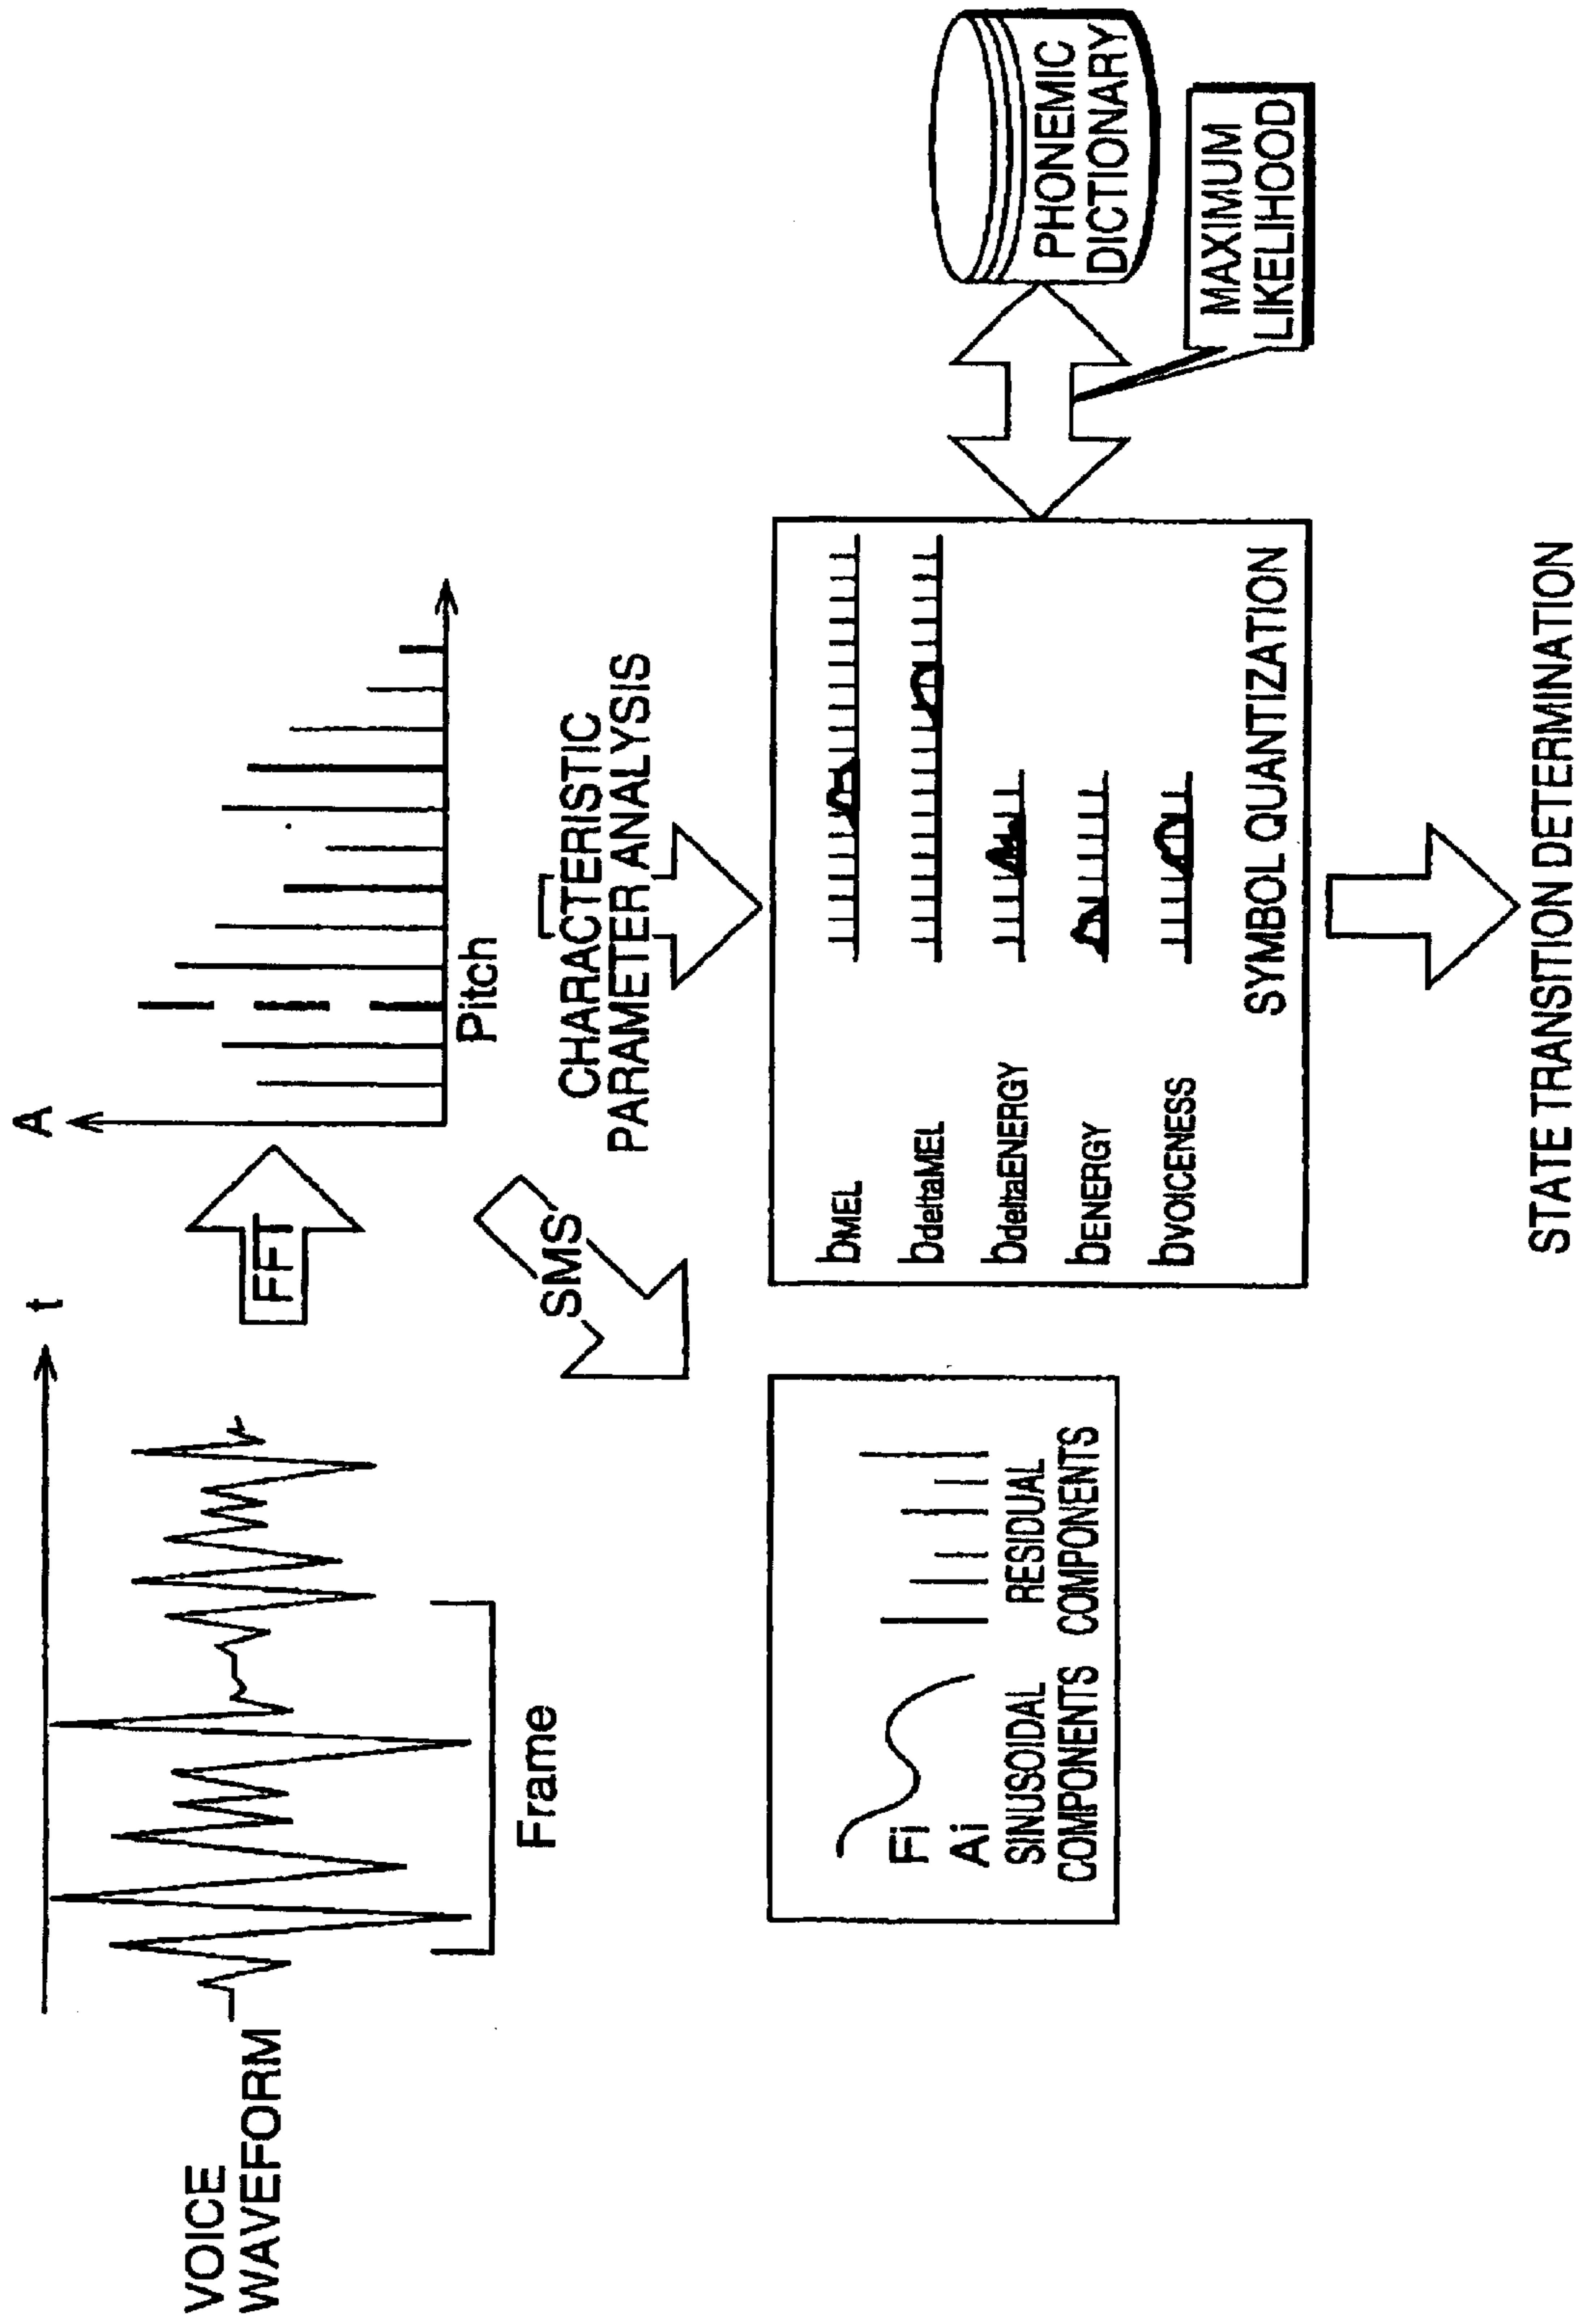 VOICE
WAVEFORM
t
Frame
FFT
A
Pitch
SMS
CHARACTERISTIC
PARAMETER ANALYSIS
Fi
Ai
SINUSOIDAL
COMPONENTS
RESIDUAL
COMPONENTS
bMEL
bdeltaMEL
bdeltaENERGY
bENERGY
bVOICENESS
SYMBOL QUANTIZATION
PHONEMIC
DICTIONARY
MAXIMUM
LIKELIHOOD
STATE TRANSITION DETERMINATION